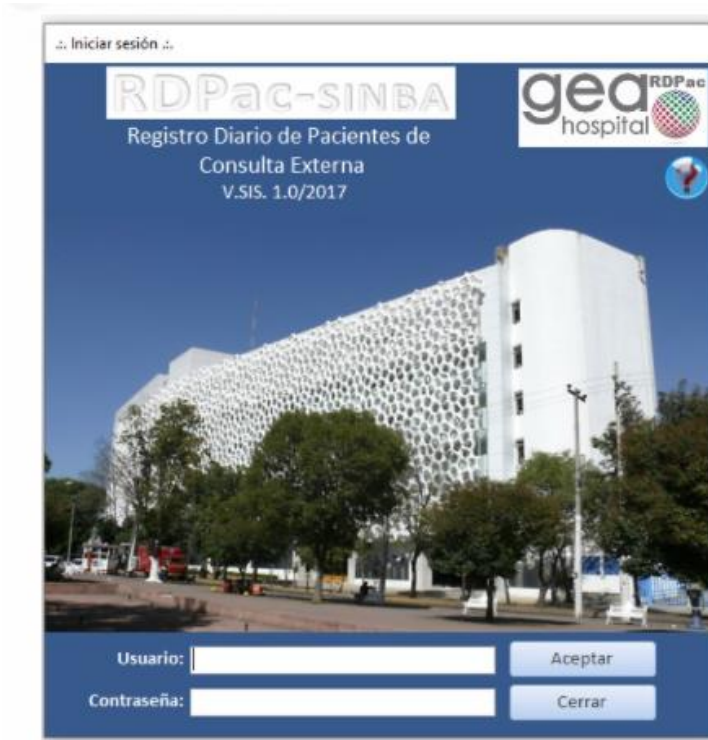 .:. Iniciar sesión .:.
RDPac-SINBA
gea
RDPac
hospital
Registro Diario de Pacientes de
Consulta Externa
V.SIS. 1.0/2017
?
Usuario:
Aceptar
Contraseña:
Cerrar